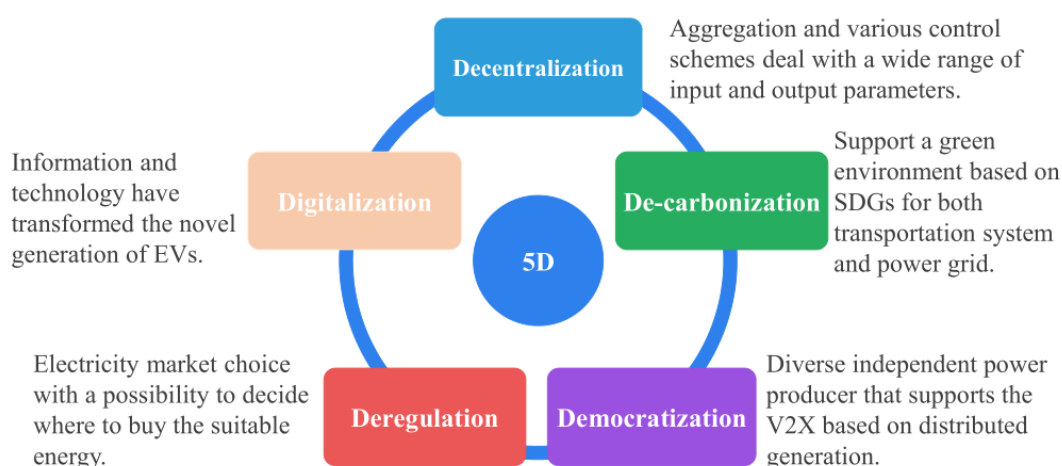 Decentralization
Aggregation and various control
schemes deal with a wide range of
input and output parameters.
Information and
technology have
transformed the novel
generation of EVs.
Digitalization
De-carbonization
Support a green
environment based on
SDGs for both
transportation system
and power grid.
5D
Electricity market choice
with a possibility to decide
where to buy the suitable
energy.
Deregulation
Democratization
Diverse independent power
producer that supports the
V2X based on distributed
generation.